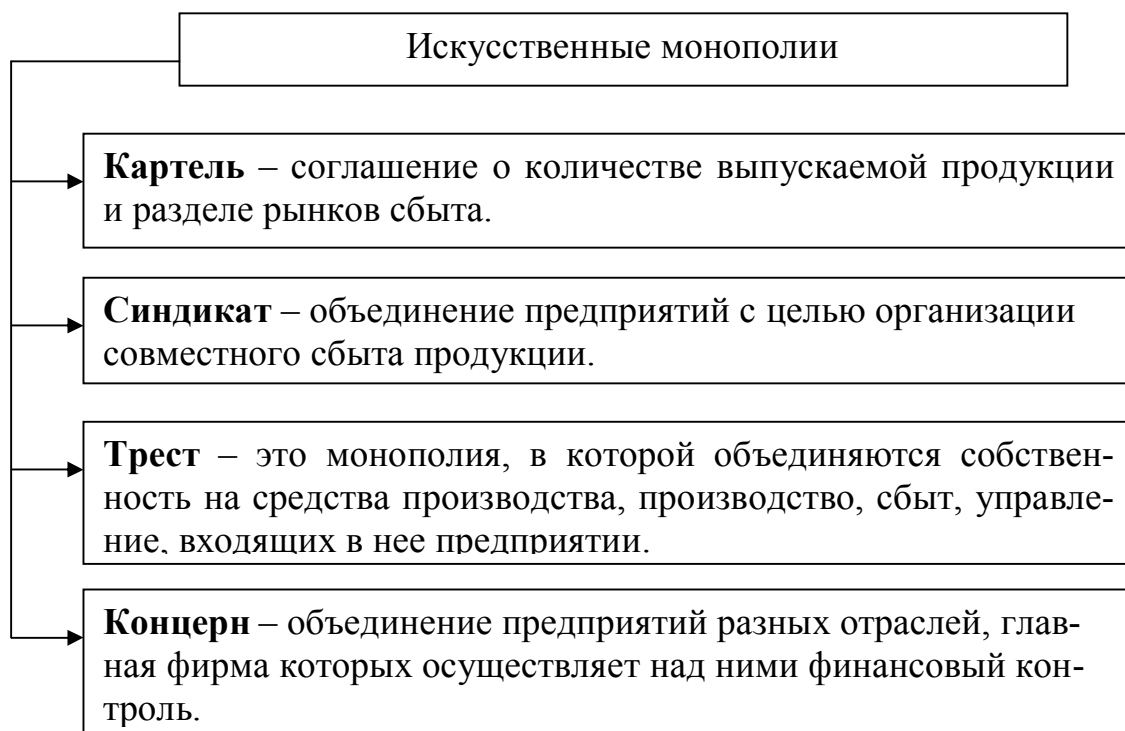 Искусственные монополии
Картель – соглашение о количестве выпускаемой продукции
и разделе рынков сбыта.
Синдикат – объединение предприятий с целью организации
совместного сбыта продукции.
Трест – это монополия, в которой объединяются собствен-
ность на средства производства, производство, сбыт, управле-
ние, входящих в нее предприятии.
Концерн – объединение предприятий разных отраслей, глав-
ная фирма которых осуществляет над ними финансовый кон-
троль.